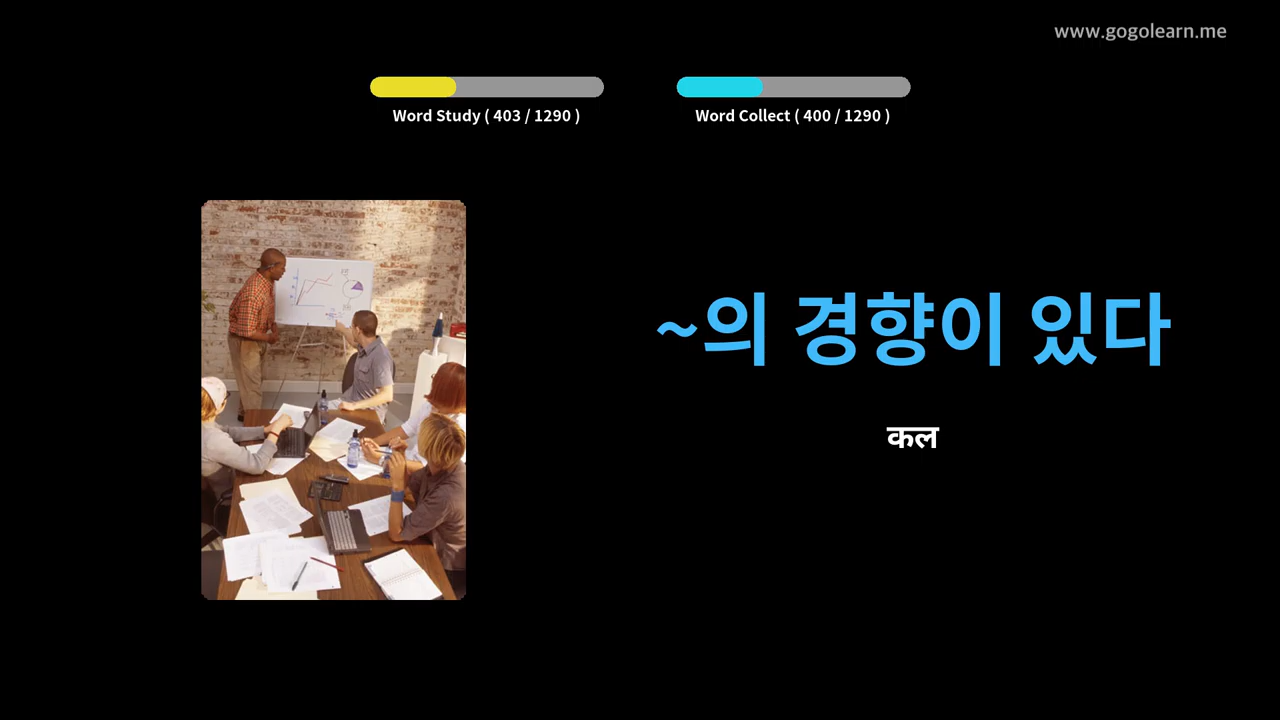 www.gogolearn.me
Word Study ( 403 / 1290 )
Word Collect ( 400 / 1290 )
~의 경향이 있다
कल